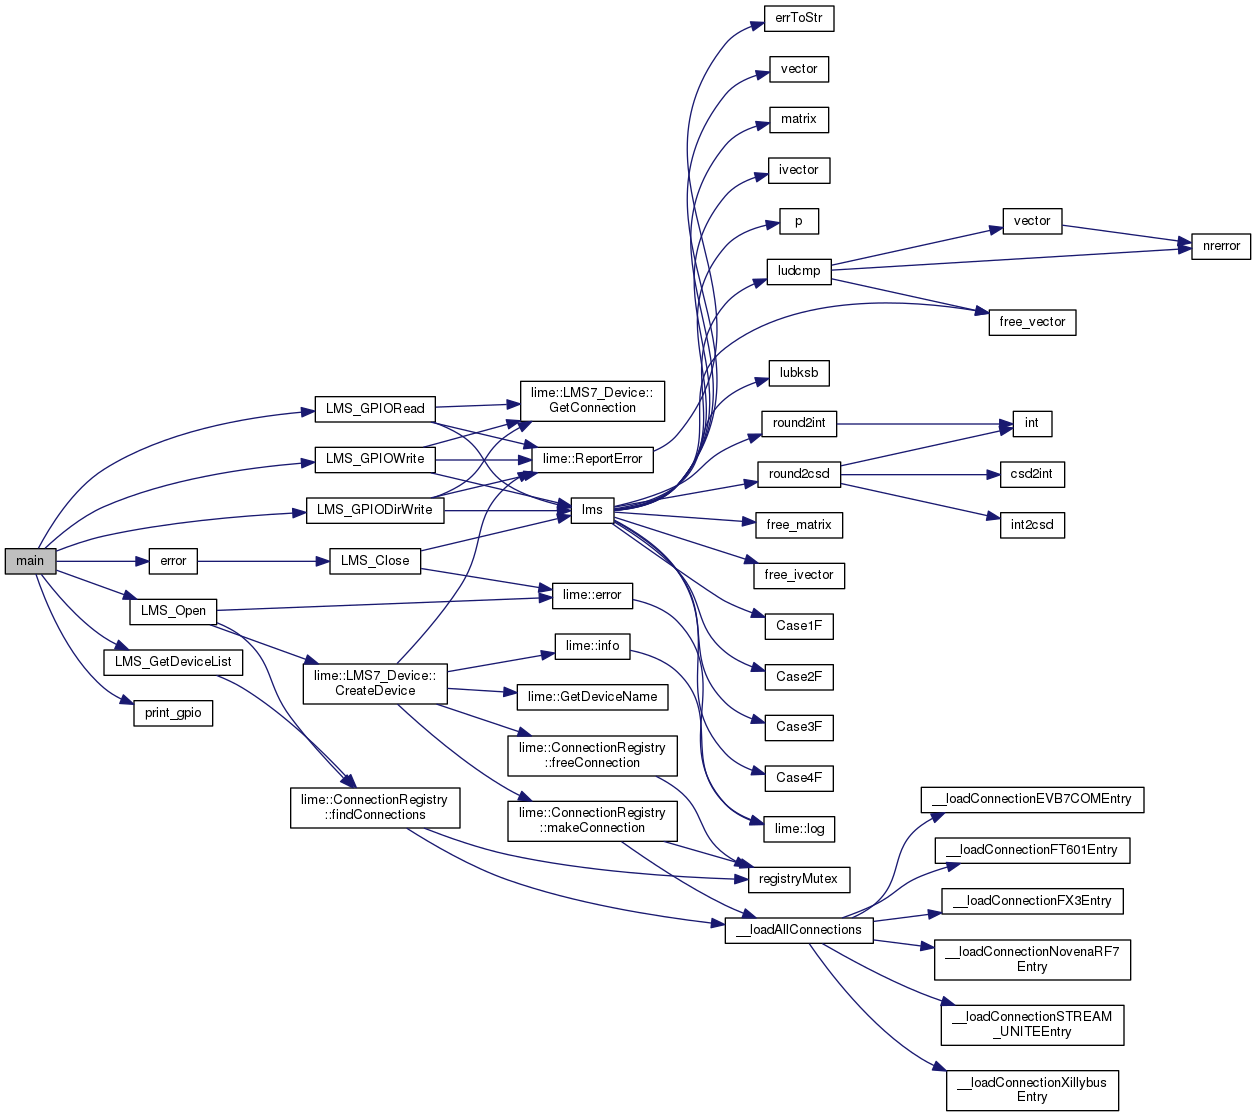 errToStr
vector
matrix
ivector
p
vector
nrerror
ludcmp
free_vector
lubksb
lime::LMS7_Device::
GetConnection
LMS_GPIORead
round2int
int
LMS_GPIOWrite
lime::ReportError
round2csd
csd2int
LMS_GPIODirWrite
lms
free_matrix
int2csd
main
error
LMS_Close
free_ivector
lime::error
LMS_Open
Case1F
lime::info
LMS_GetDeviceList
lime::LMS7_Device::
CreateDevice
Case2F
lime::GetDeviceName
print_gpio
Case3F
lime::ConnectionRegistry
::freeConnection
Case4F
lime::ConnectionRegistry
::findConnections
lime::ConnectionRegistry
::makeConnection
__loadConnectionEVB7COMEntry
lime::log
__loadConnectionFT601Entry
registryMutex
__loadConnectionFX3Entry
__loadAllConnections
__loadConnectionNovenaRF7
Entry
__loadConnectionSTREAM
_UNITEEntry
__loadConnectionXillybus
Entry